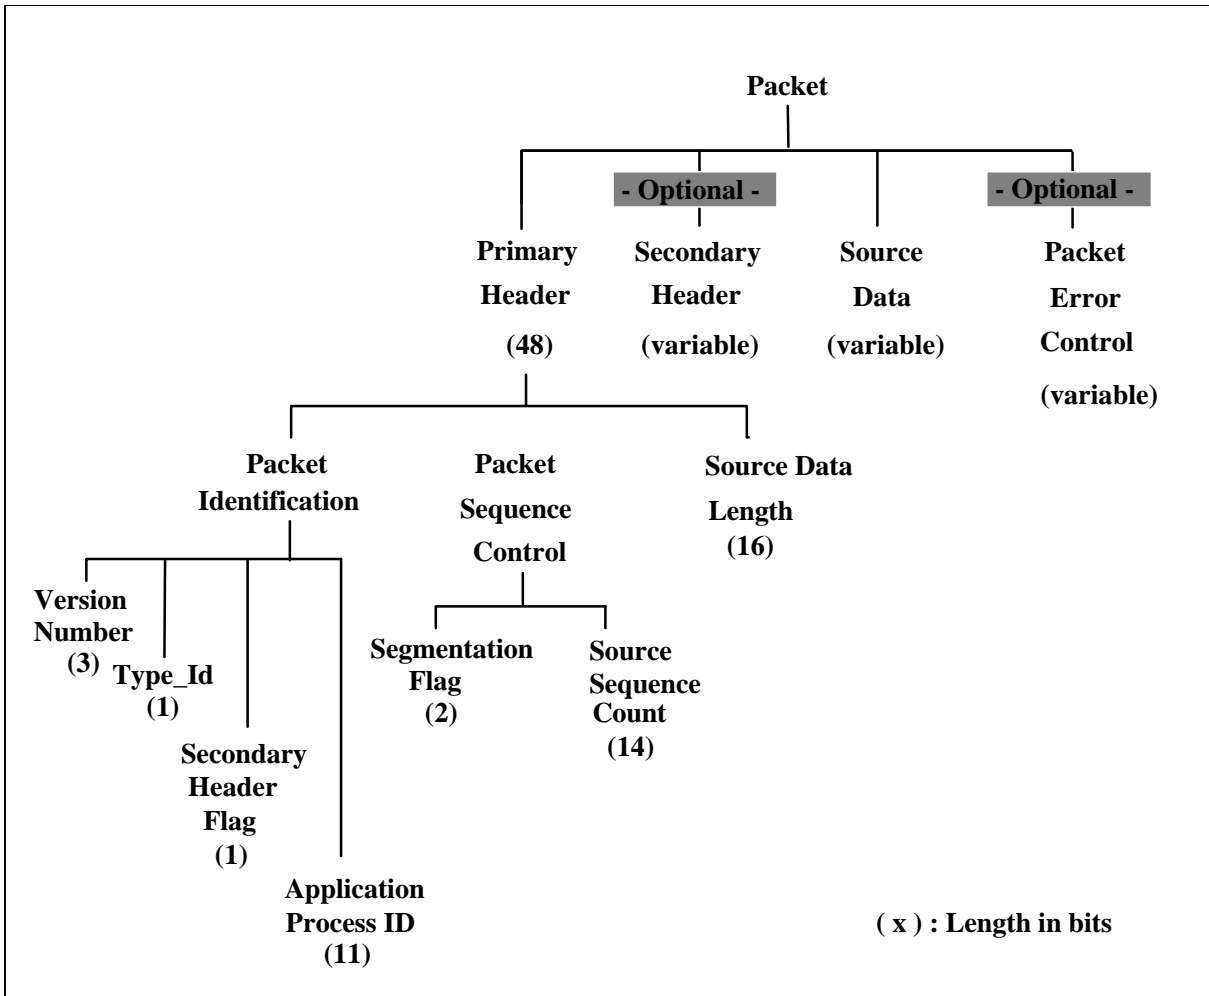 Packet
- Optional -
- Optional -
Primary
Header
(48)
Secondary
Header
(variable)
Source
Data
(variable)
Packet
Error
Control
(variable)
Packet
Identification
Packet
Sequence
Control
Source Data
Length
(16)
Version
Number
(3)
Type_Id
(1)
Secondary
Header
Flag
(1)
Application
Process ID
(11)
Segmentation
Flag
(2)
Source
Sequence
Count
(14)
( x ) : Length in bits